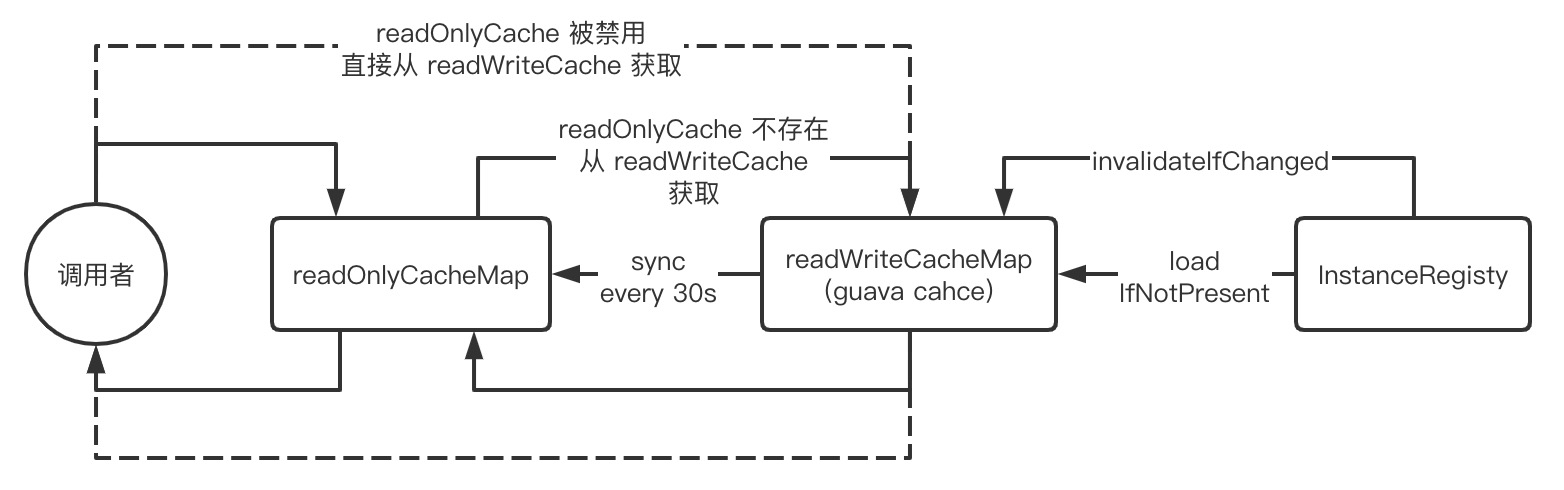 readOnlyCache 被禁用
直接从 readWriteCache 获取
readOnlyCache 不存在
从 readWriteCache
获取
invalidateIfChanged
调用者
readOnlyCacheMap
sync
every 30s
readWriteCacheMap
(guava cahce)
load
IfNotPresent
InstanceRegisty